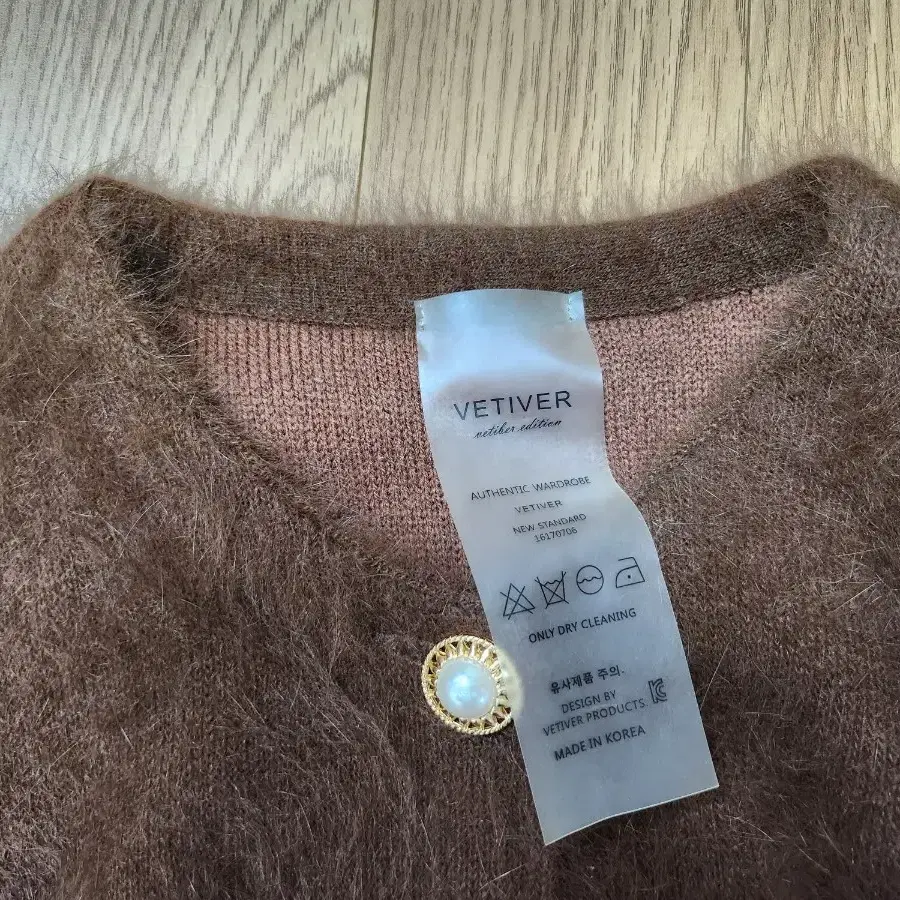 VETIVER
vetiber edition
AUTHENTIC WARDROBE
VETIVER
NEW STANDARD
16170706
ONLY DRY CLEANING
유사제품 주의.
DESIGN BY
VETIVER PRODUCTS.
MADE IN KOREA